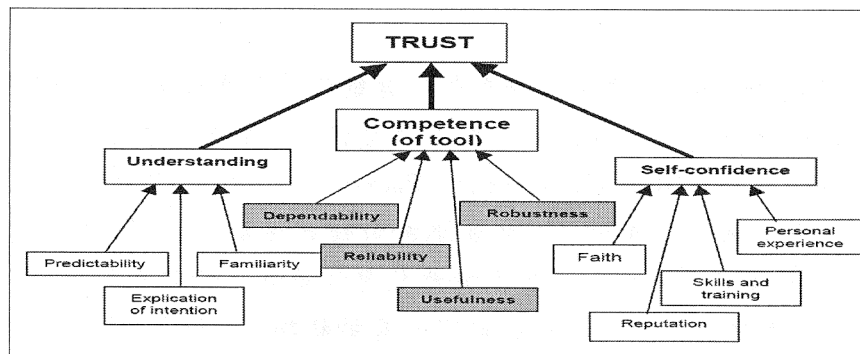 TRUST
Competence
(of tool)
Understanding
Self-confidence
Dependability
Robustness
Predictability
Reliability
Familiarity
Faith
Personal
experience
Explication
of intention
Usefulness
Skills and
training
Reputation